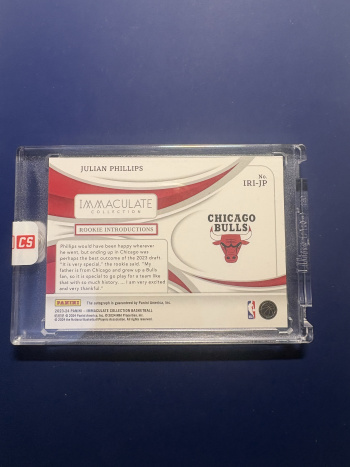 JULIAN PHILLIPS
No.
IRI-JP
IMMACULATE
COLLECTION
ROOKIE INTRODUCTIONS
CHICAGO
BULLS
CS
Phillips would have been happy wherever
he went, but ending up in Chicago was
perhaps the best outcome of the 2023 draft.
"It is very special," the rookie said. "My
father is from Chicago and grew up a Bulls
fan, so it is special to go play for a team like
that with so much history. ... I am very excited
and very thankful."
PANINI
The autograph is guaranteed by Panini America, Inc.
2023-24 PANINI - IMMACULATE COLLECTION BASKETBALL
NBA